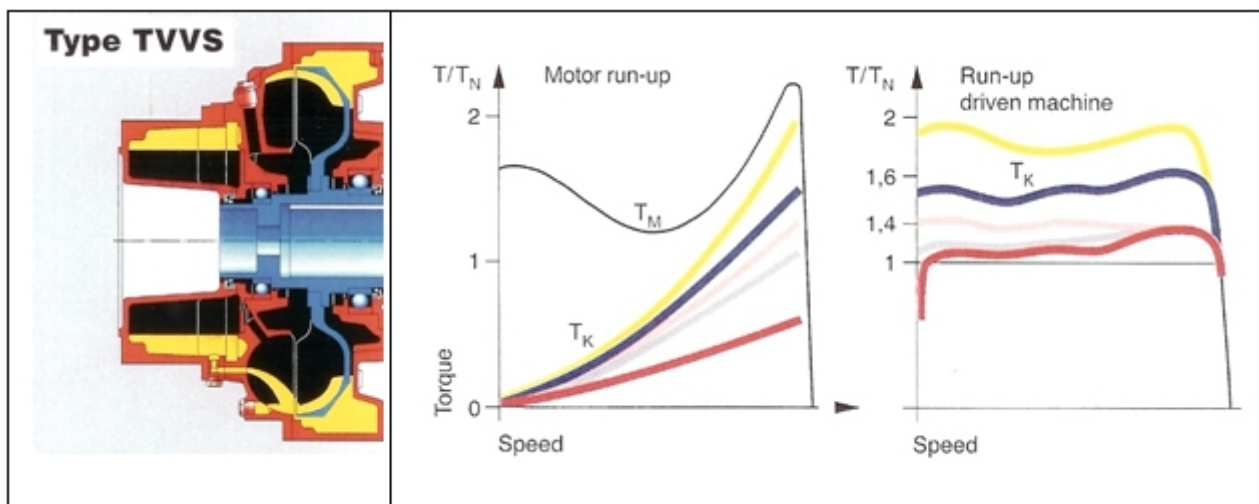 Type TVVS
T/T_N
Motor run-up
2
1
0
T_M
T_K
Torque
Speed
T/T_N
Run-up
driven machine
2
1,6
1,4
1
T_K
Speed